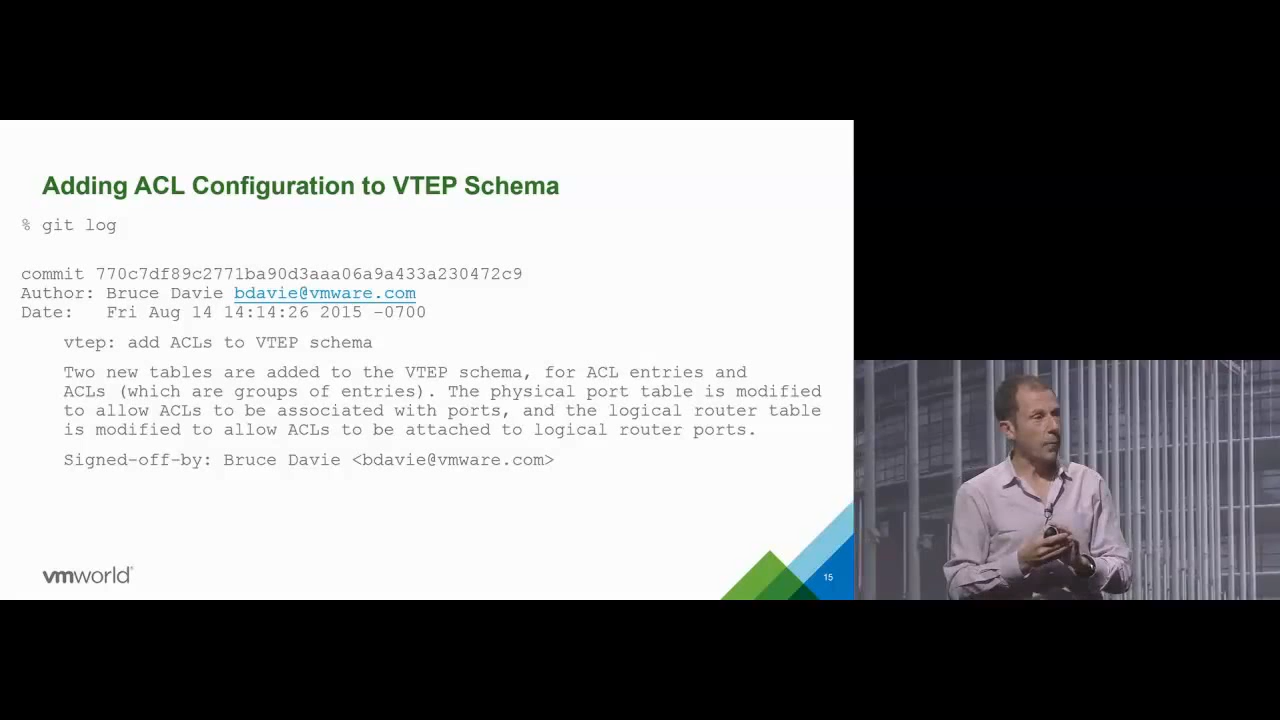 Adding ACL Configuration to VTEP Schema
% git log
commit 770c7df89c2771ba90d3aaa06a9a433a230472c9
Author: Bruce Davie bdavie@vmware.com
Date:   Fri Aug 14 14:14:26 2015 -0700
vtep: add ACLs to VTEP schema
Two new tables are added to the VTEP schema, for ACL entries and
ACLs (which are groups of entries). The physical port table is modified
to allow ACLs to be associated with ports, and the logical router table
is modified to allow ACLs to be attached to logical router ports.
Signed-off-by: Bruce Davie <bdavie@vmware.com>
vmworld®
15